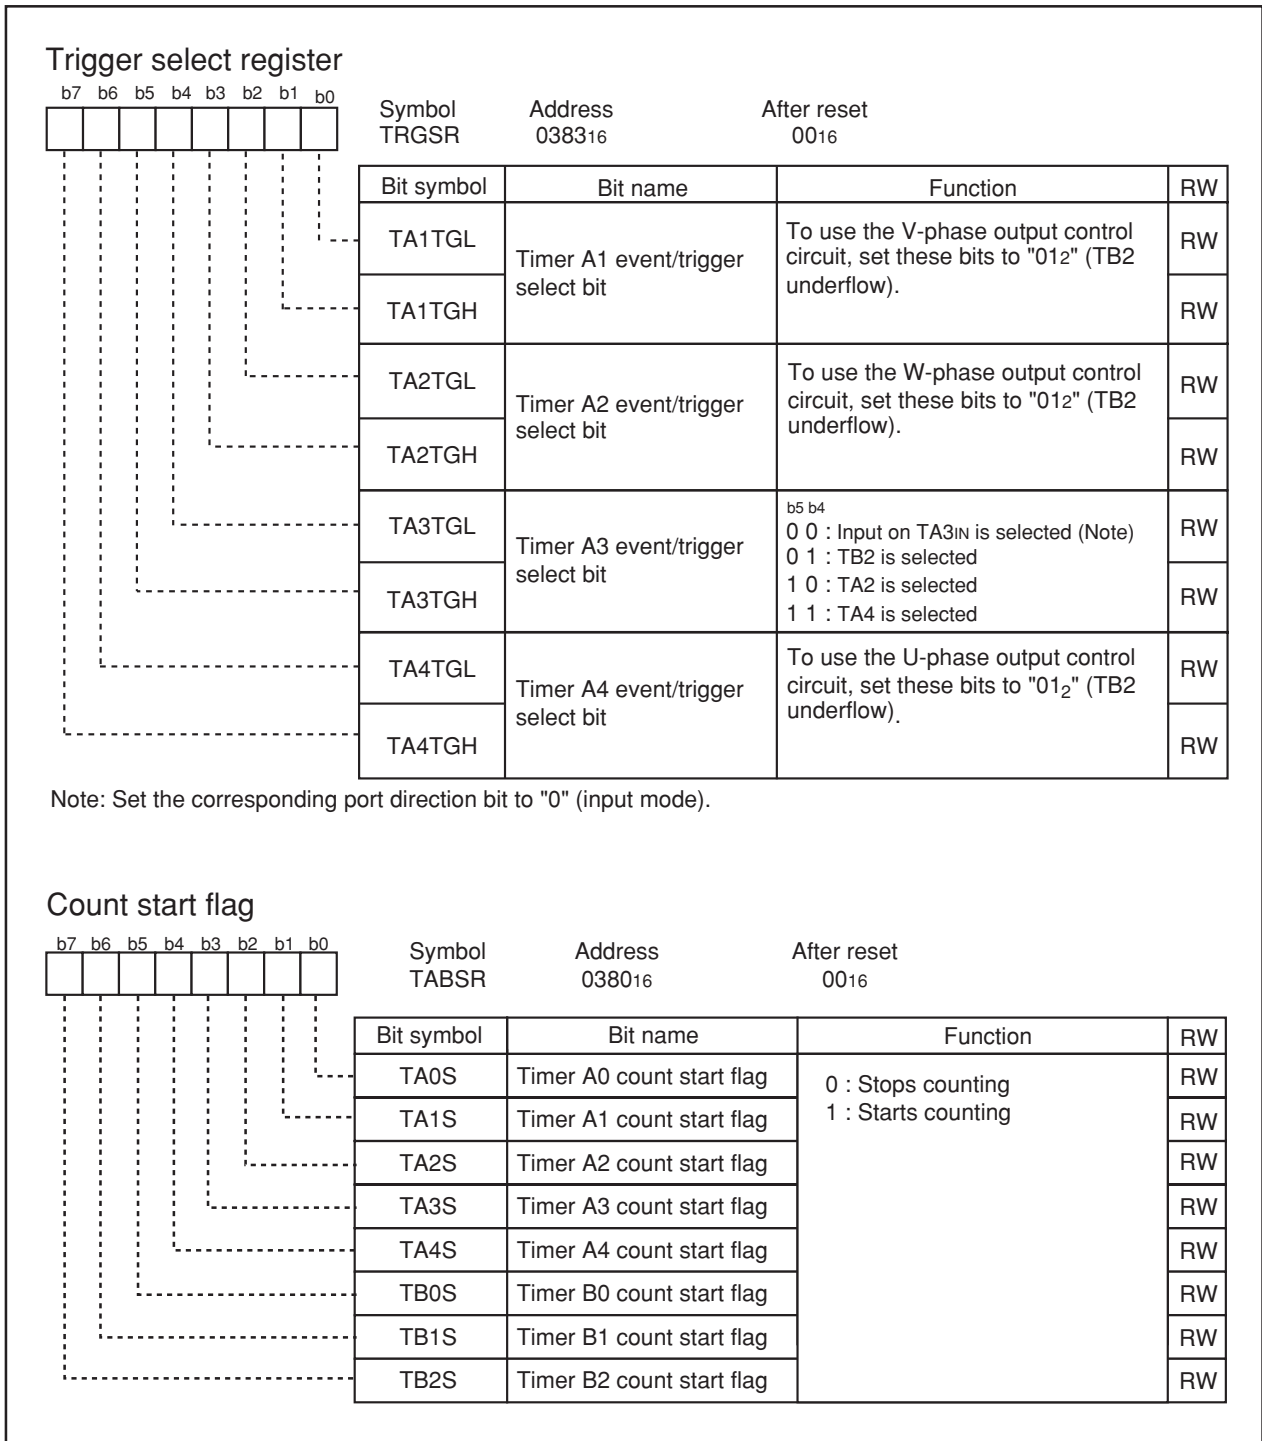 Trigger select register
b7 b6 b5 b4 b3 b2 b1 b0
Symbol Address After reset
TRGSR 038316 0016
Bit symbol Bit name Function RW
TA1TGL RW
Timer A1 event/trigger select bit
To use the V-phase output control
circuit, set these bits to "012" (TB2
underflow).
TA1TGH RW
TA2TGL RW
Timer A2 event/trigger
select bit
To use the W-phase output control
circuit, set these bits to "012" (TB2
underflow).
TA2TGH RW
TA3TGL RW
Timer A3 event/trigger
select bit
b5 b4
0 0 : Input on TA3IN is selected (Note)
0 1 : TB2 is selected
1 0 : TA2 is selected
1 1 : TA4 is selected
TA3TGH RW
TA4TGL RW
Timer A4 event/trigger
select bit
To use the U-phase output control
circuit, set these bits to "012" (TB2
underflow).
TA4TGH RW
Note: Set the corresponding port direction bit to "0" (input mode).
Count start flag
b7 b6 b5 b4 b3 b2 b1 b0
Symbol Address After reset
TABSR 038016 0016
Bit symbol Bit name Function RW
TA0S Timer A0 count start flag 0 : Stops counting RW
TA1S Timer A1 count start flag 1 : Starts counting RW
TA2S Timer A2 count start flag RW
TA3S Timer A3 count start flag RW
TA4S Timer A4 count start flag RW
TB0S Timer B0 count start flag RW
TB1S Timer B1 count start flag RW
TB2S Timer B2 count start flag RW